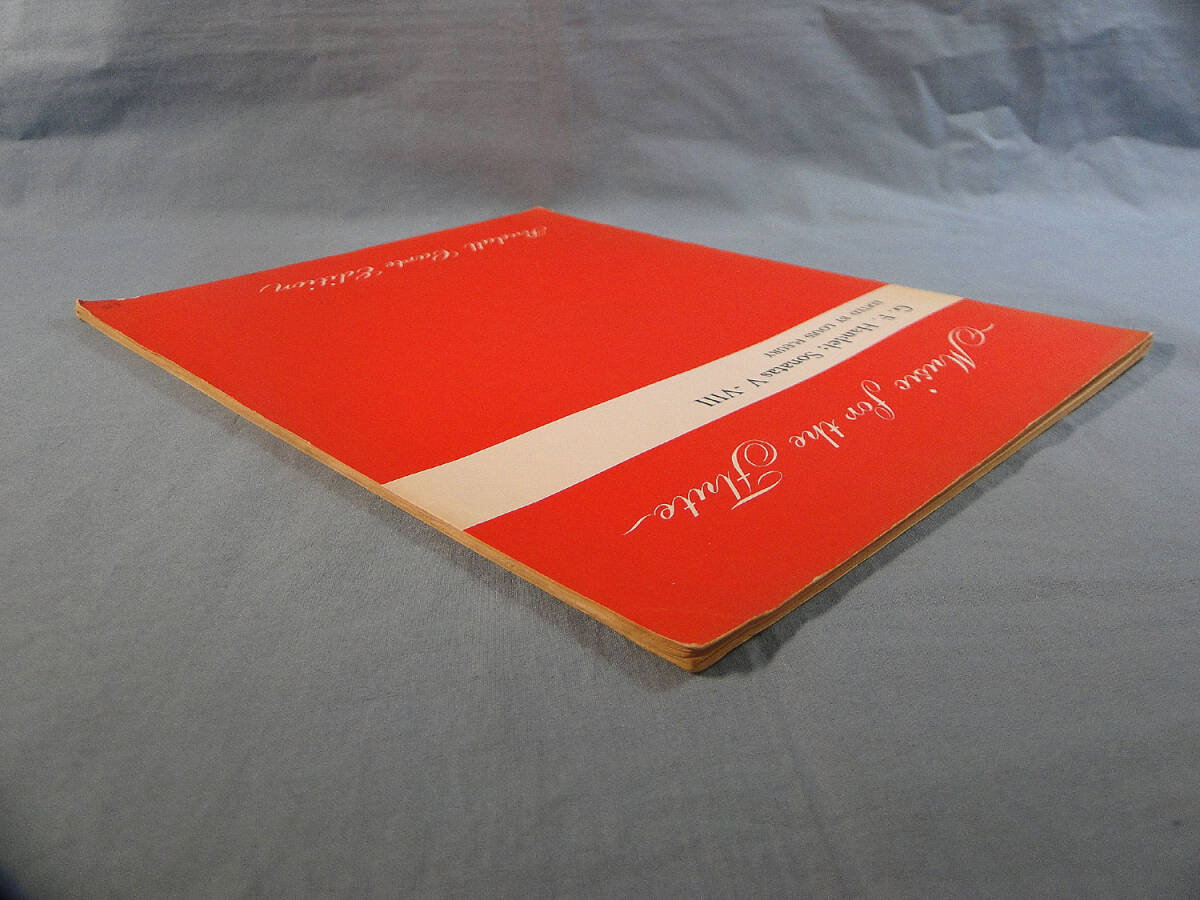 Music for the Flute
G. F. Handel: Sonatas V-VIII
EDITED BY LOUIS FLEURY
Rudall Carte Edition